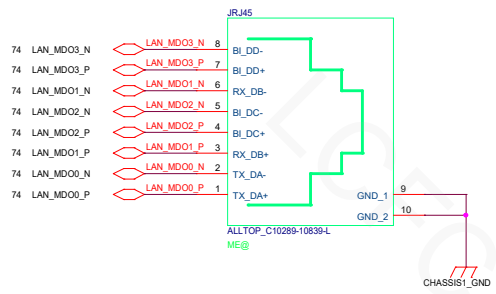 JRJ45
74 LAN_MDO3_N LAN_MDO3_N 8 BI_DD-
74 LAN_MDO3_P LAN_MDO3_P 7 BI_DD+
74 LAN_MDO1_N LAN_MDO1_N 6 RX_DB-
74 LAN_MDO2_N LAN_MDO2_N 5 BI_DC-
74 LAN_MDO2_P LAN_MDO2_P 4 BI_DC+
74 LAN_MDO1_P LAN_MDO1_P 3 RX_DB+
74 LAN_MDO0_N LAN_MDO0_N 2 TX_DA-
74 LAN_MDO0_P LAN_MDO0_P 1 TX_DA+
GND_1 9
GND_2 10
ALLTOP_C10289-10839-L
ME@
CHASSIS1_GND
LCFC